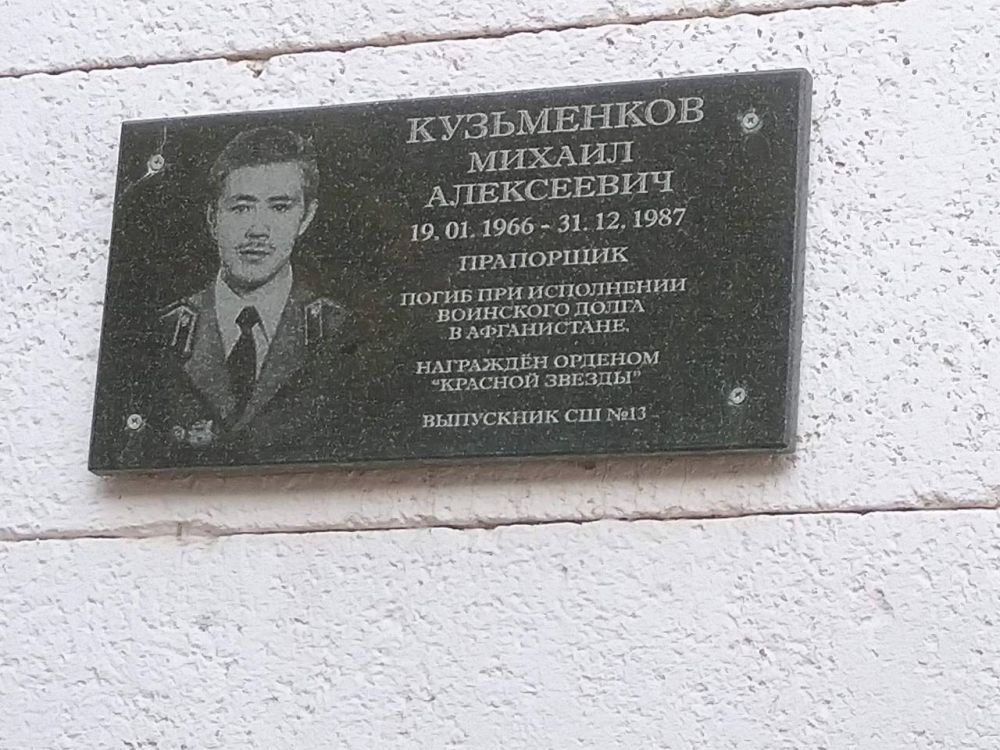 КУЗЬМЕНКОВ
МИХАИЛ
АЛЕКСЕЕВИЧ
19. 01. 1966 - 31. 12. 1987
ПРАПОРЩИК
ПОГИБ ПРИ ИСПОЛНЕНИИ
ВОИНСКОГО ДОЛГА
В АФГАНИСТАНЕ.
НАГРАЖДЁН ОРДЕНОМ
"КРАСНОЙ ЗВЕЗДЫ"
ВЫПУСКНИК СШ №13